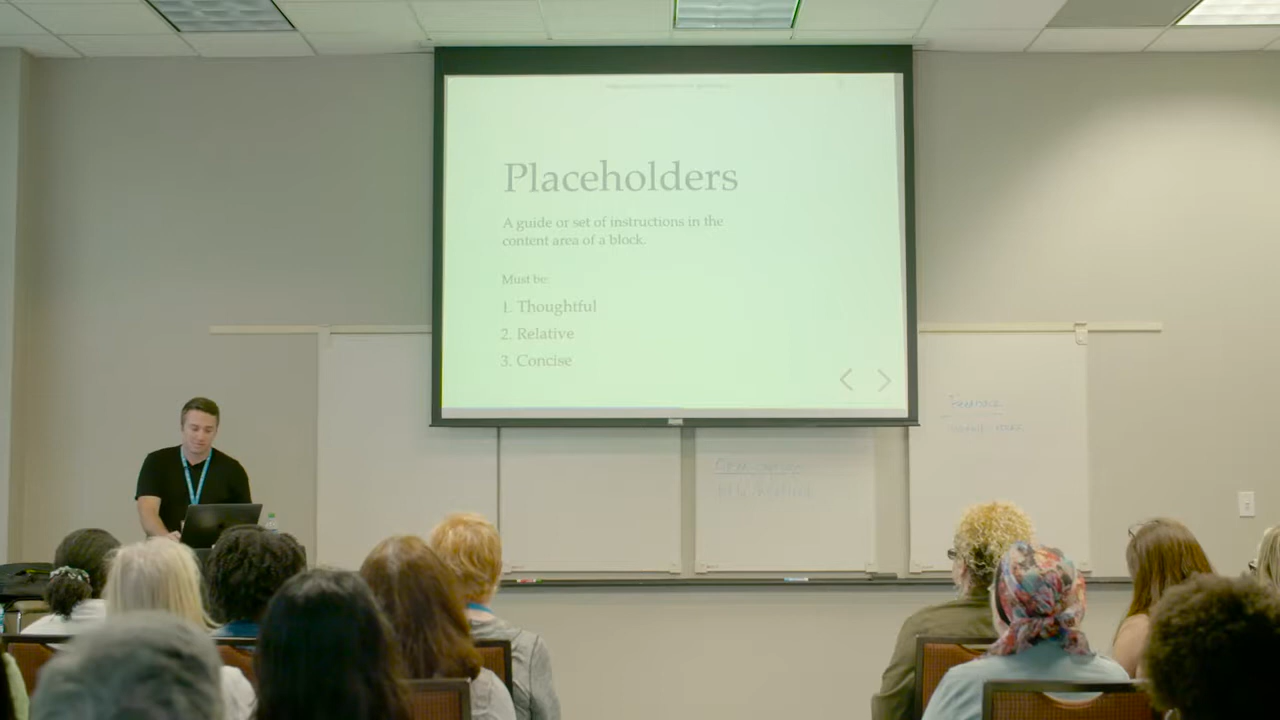 Placeholders
A guide or set of instructions in the
content area of a block.
Must be:
1. Thoughtful
2. Relative
3. Concise